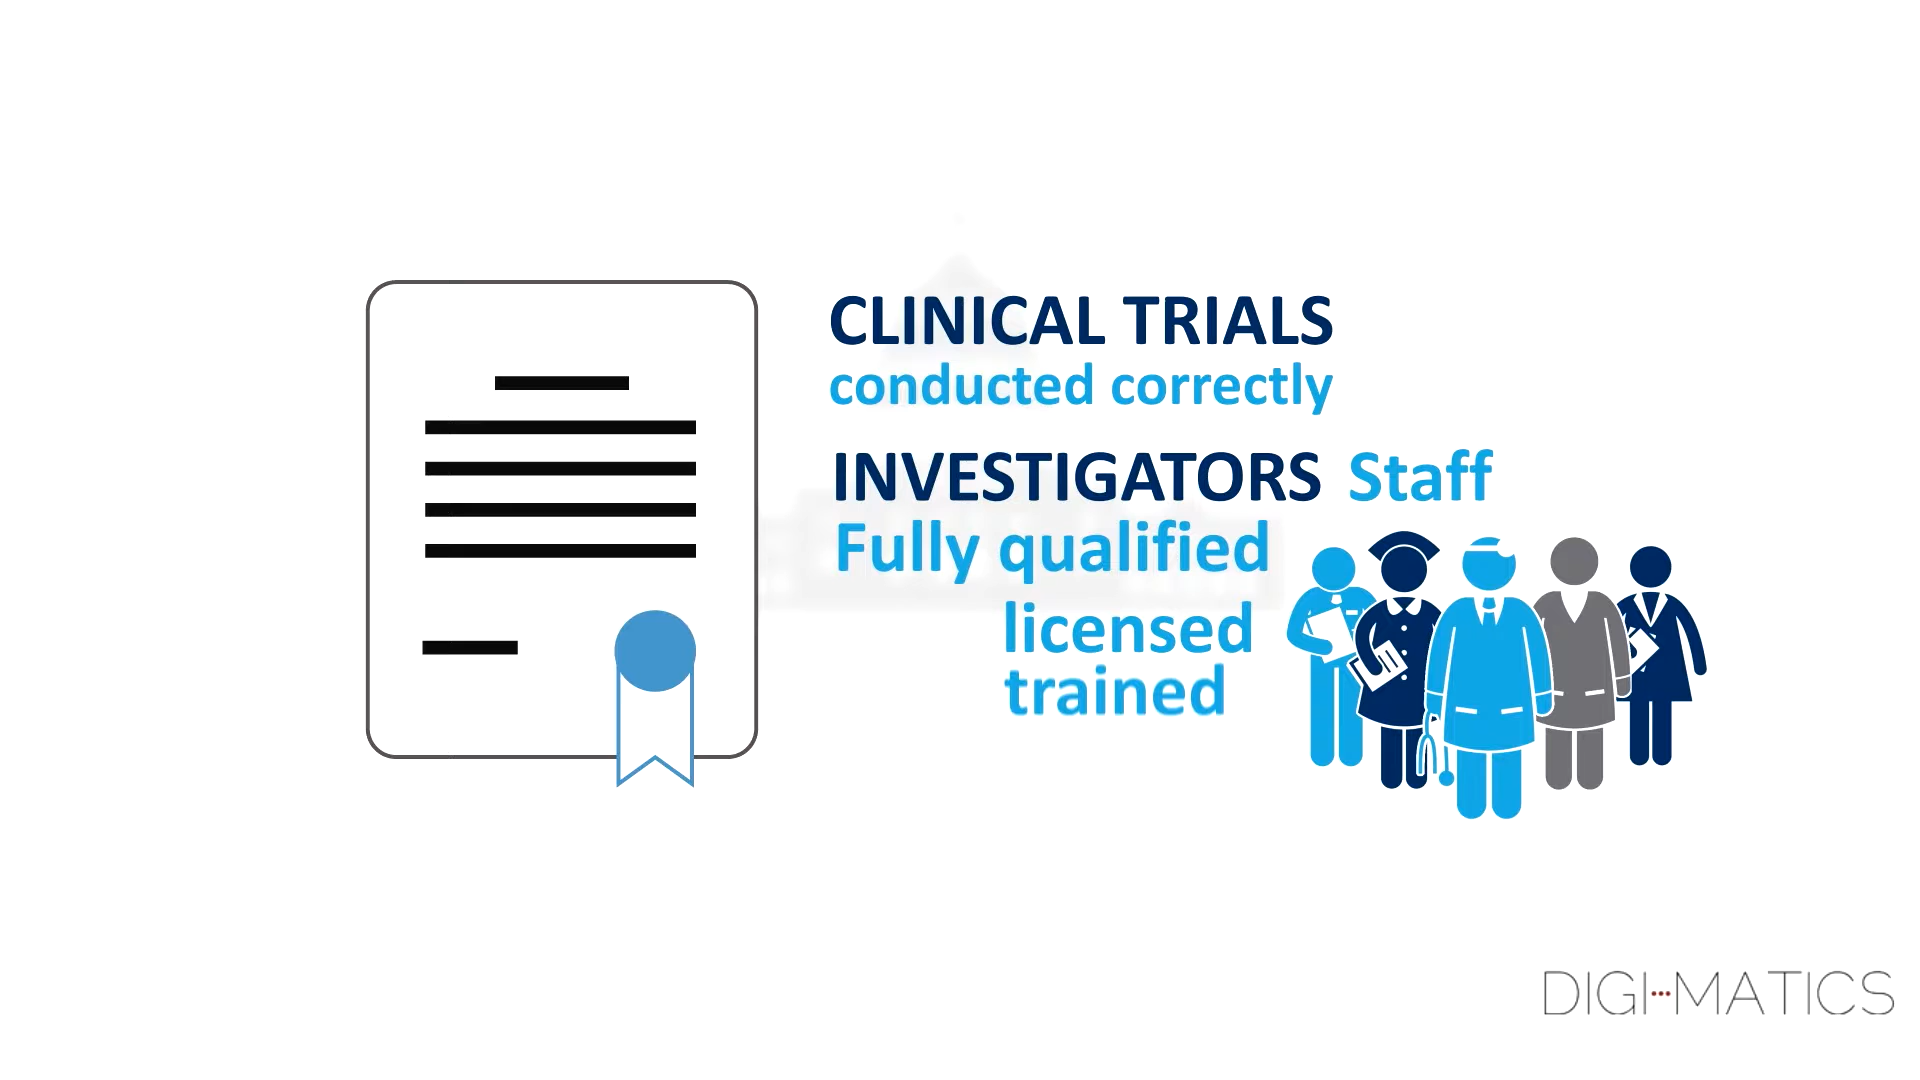 CLINICAL TRIALS
conducted correctly
INVESTIGATORS Staff
Fully qualified
licensed
trained
DIGI···MATICS